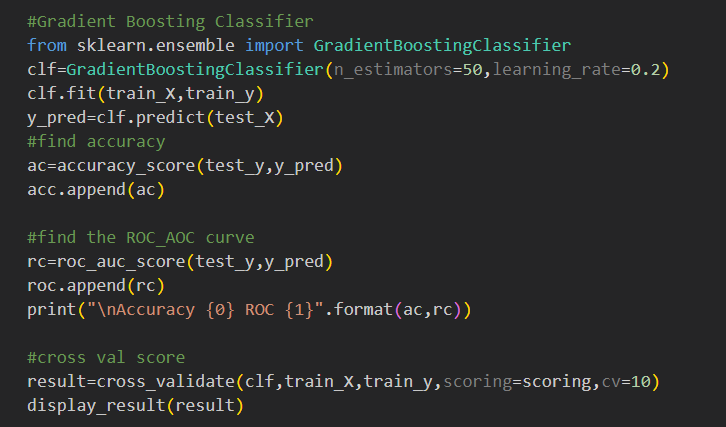 #Gradient Boosting Classifier
from sklearn.ensemble import GradientBoostingClassifier
clf=GradientBoostingClassifier(n_estimators=50,learning_rate=0.2)
clf.fit(train_X,train_y)
y_pred=clf.predict(test_X)
#find accuracy
ac=accuracy_score(test_y,y_pred)
acc.append(ac)

#find the ROC_AOC curve
rc=roc_auc_score(test_y,y_pred)
roc.append(rc)
print("\nAccuracy {0} ROC {1}".format(ac,rc))

#cross val score
result=cross_validate(clf,train_X,train_y,scoring=scoring,cv=10)
display_result(result)